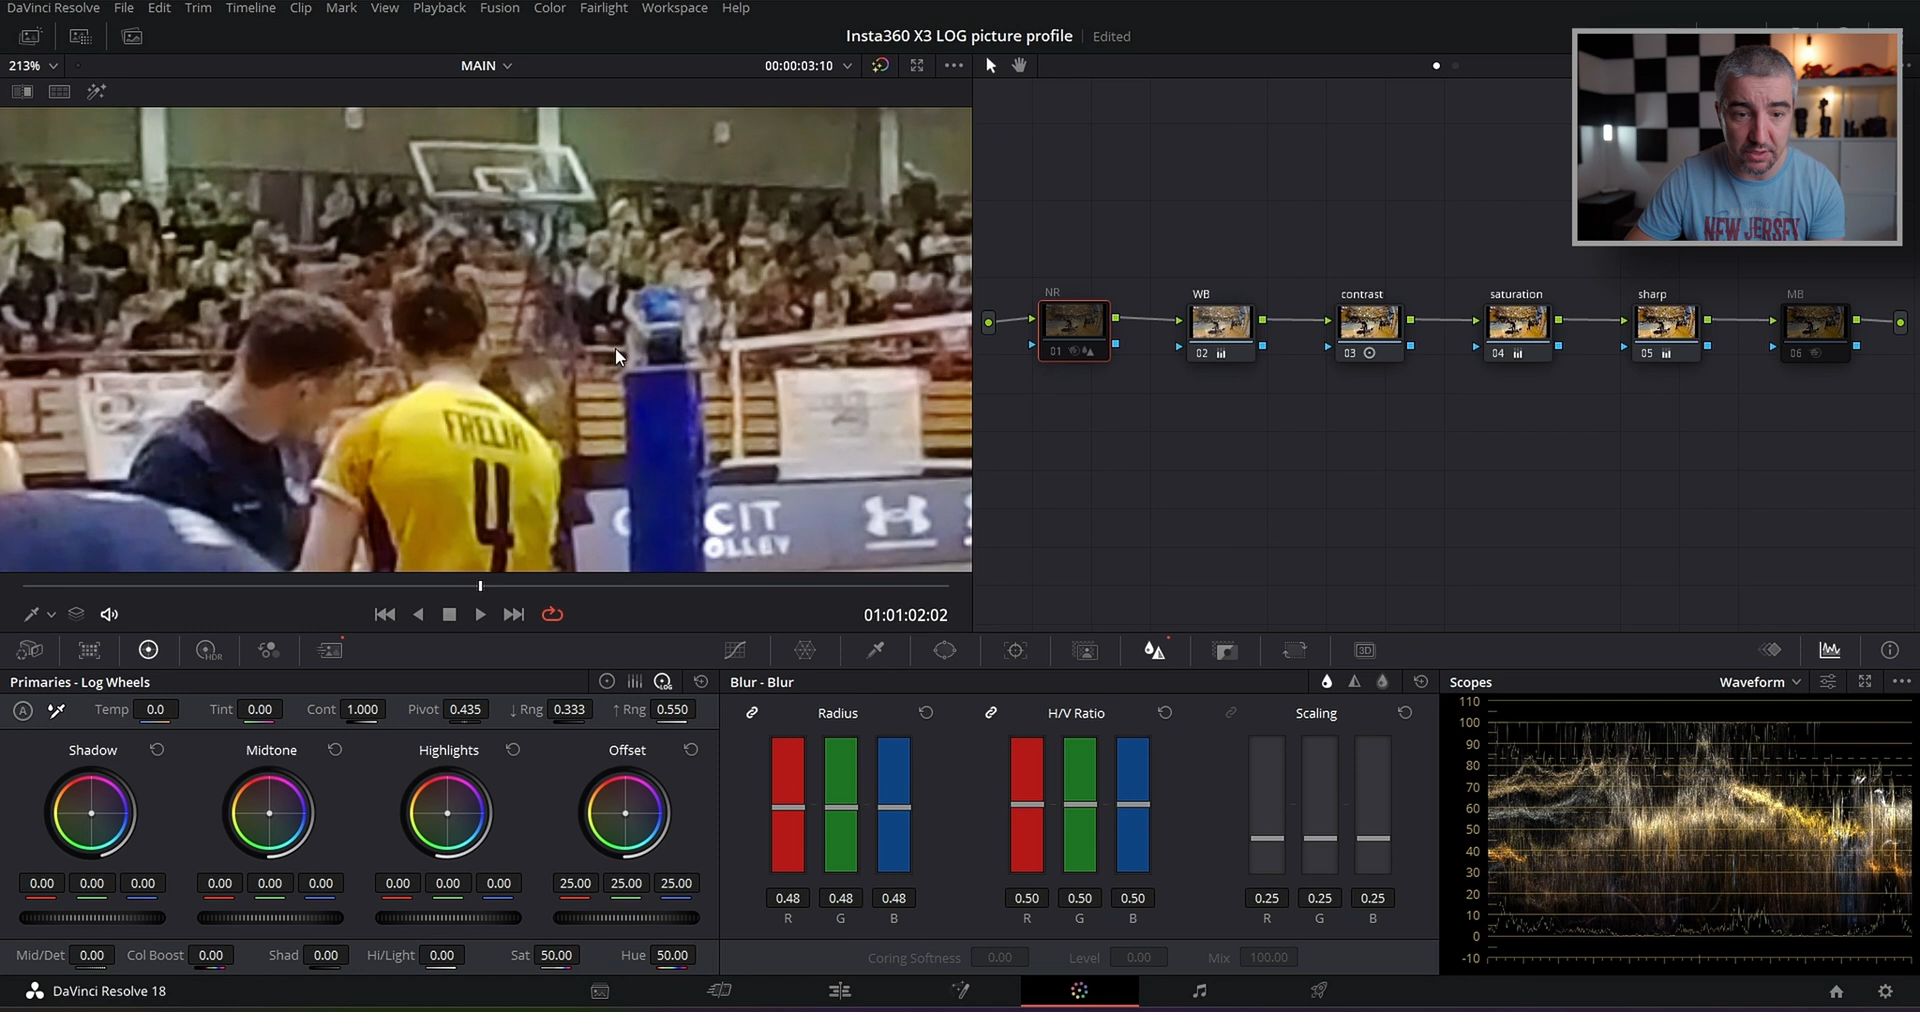 DaVinci Resolve File Edit Trim Timeline Clip Mark View Playback Fusion Color Fairlight Workspace Help
Insta360 X3 LOG picture profile Edited
213% MAIN 00:00:03:10
NEW JERSEY
FRELIA
4
CIT
OLLEY
NR WB contrast saturation sharp MB
01 02 03 04 05 06
01:01:02:02
HDR 3D
Primaries - Log Wheels LOG Blur - Blur Scopes Waveform
A Temp 0.0 Tint 0.00 Cont 1.000 Pivot 0.435 ↓ Rng 0.333 ↑ Rng 0.550
Radius H/V Ratio Scaling
Shadow Midtone Highlights Offset
0.00 0.00 0.00 0.00 0.00 0.00 0.00 0.00 0.00 25.00 25.00 25.00
0.48 0.48 0.48 0.50 0.50 0.50 0.25 0.25 0.25
R G B R G B R G B
110
100
90
80
70
60
50
40
30
20
10
0
-10
Mid/Det 0.00 Col Boost 0.00 Shad 0.00 Hi/Light 0.00 Sat 50.00 Hue 50.00
Coring Softness 0.00 Level 0.00 Mix 100.00
DaVinci Resolve 18